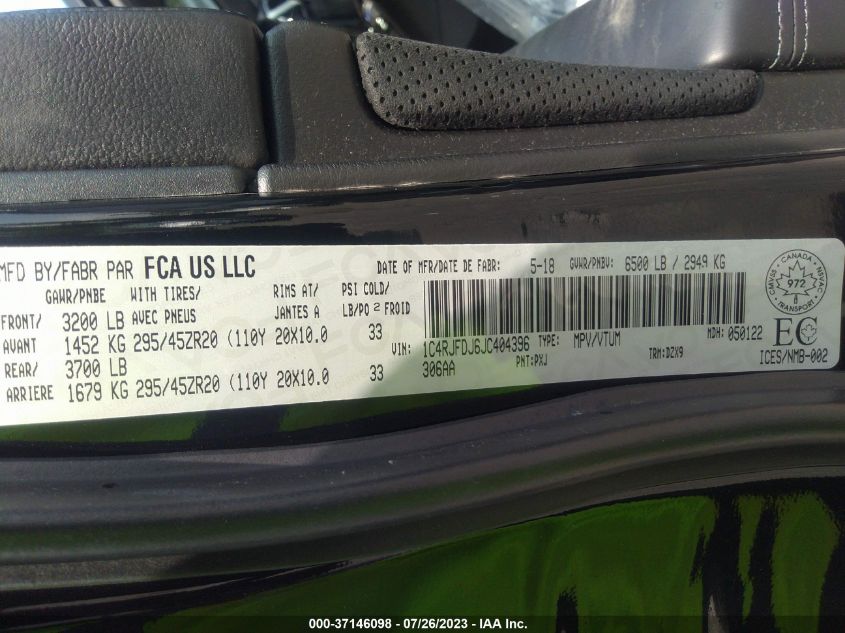 MFD BY/FABR PAR FCA US LLC DATE OF MFR/DATE DE FABR: 5-18 GVWR/PNBV: 6500 LB / 2949 KG
GAWR/PNBE WITH TIRES/ RIMS AT/ PSI COLD/
AVEC PNEUS JANTES A LB/PO² FROID
FRONT/ 3200 LB
AVANT 1452 KG 295/45ZR20 (110Y 20X10.0 33
REAR/ 3700 LB
ARRIERE 1679 KG 295/45ZR20 (110Y 20X10.0 33
VIN: 1C4RJFDJ6JC404396 TYPE: MPV/VTUM MDH: 050122
306AA PNT: PXJ TRM: DZX9
CANADA
CMVSS NSVAC
972
TRANSPORT
EC
ICES/NMB-002
000-37146098 / 07/26/2023 - IAA Inc.